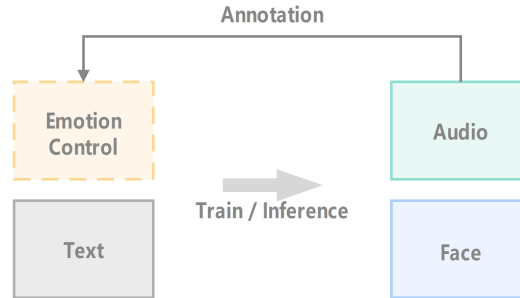 Annotation
Emotion
Control
Audio
Train / Inference
Text
Face